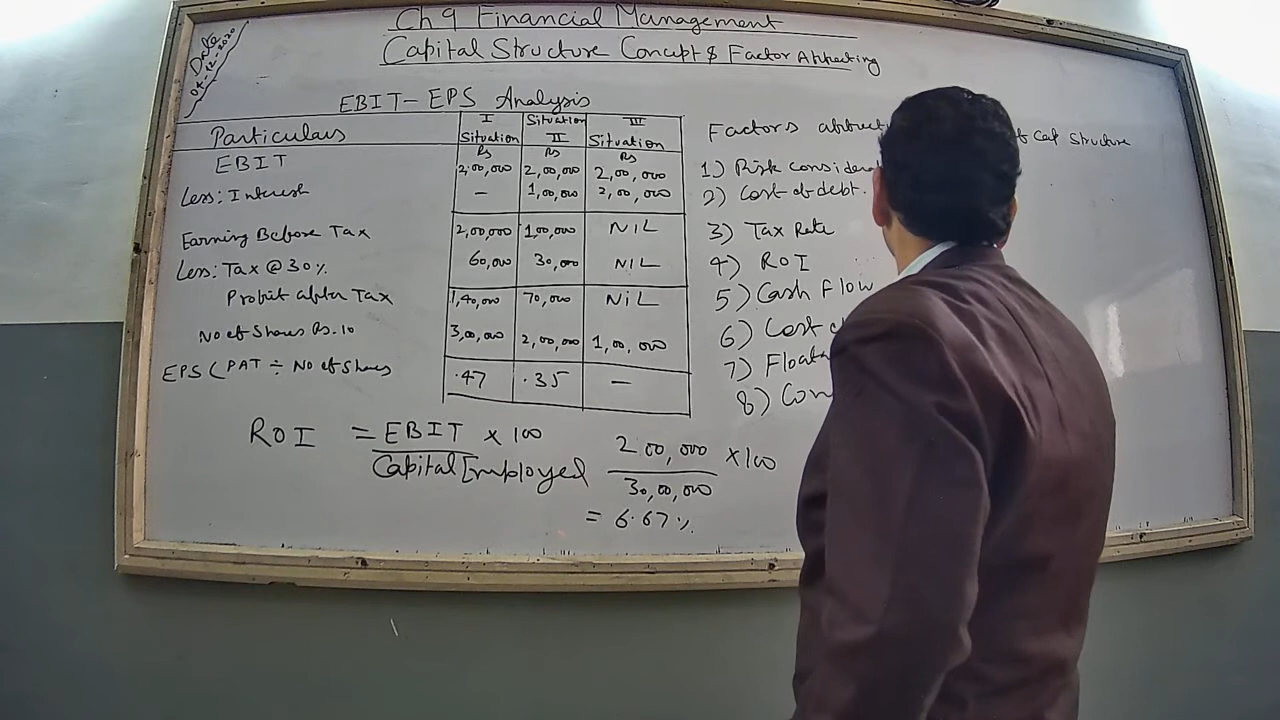 Date
04-12-2020
Ch 9 Financial Management
Capital Structure Concept & Factor Affecting
EBIT-EPS Analysis
Particulars
I Situation
Situation II
III Situation
Rs Rs Rs
EBIT 2,00,000 2,00,000 2,00,000
Less: Interest — 1,00,000 2,00,000
Earning Before Tax 2,00,000 1,00,000 NIL
Less: Tax @ 30% 60,000 30,000 NIL
Profit after Tax 1,40,000 70,000 NIL
No of Shares Rs. 10 3,00,000 2,00,000 1,00,000
EPS (PAT ÷ No of Shares .47 .35 —
ROI = EBIT × 100
Capital Employed
2,00,000 × 100
30,00,000
= 6.67%
Factors of Cap Structure
1) Risk
2) Cost of debt.
3) Tax Rate
4) ROI
5) Cash Flow
6) Cost
7)
8)